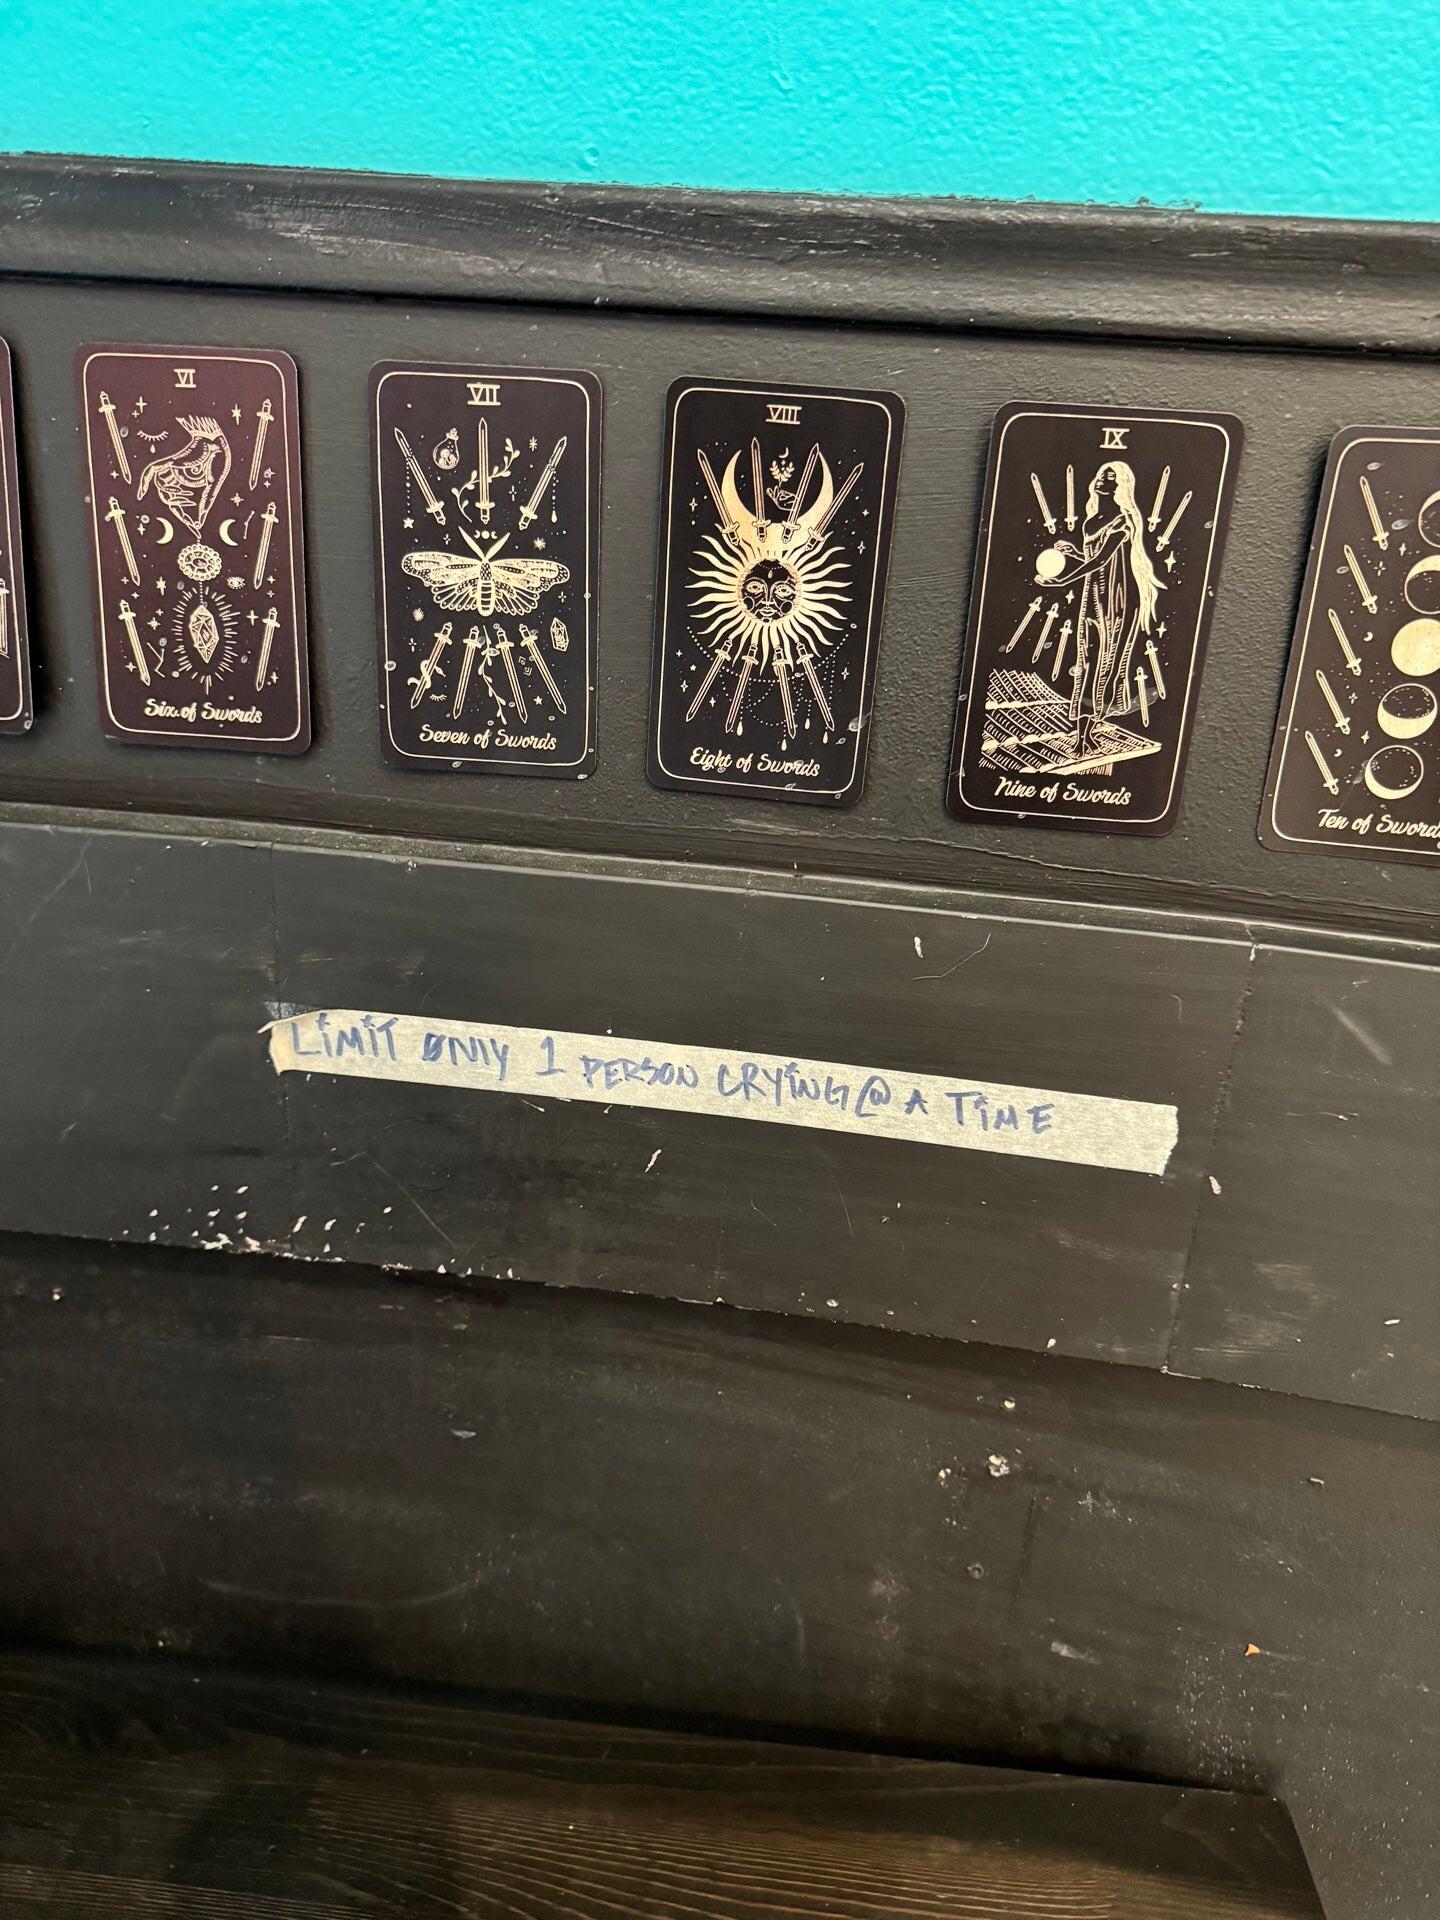 VI
Six of Swords
VII
Seven of Swords
VIII
Eight of Swords
IX
Nine of Swords
Ten of Swords
LIMIT ONLY 1 PERSON CRYING @ A TIME